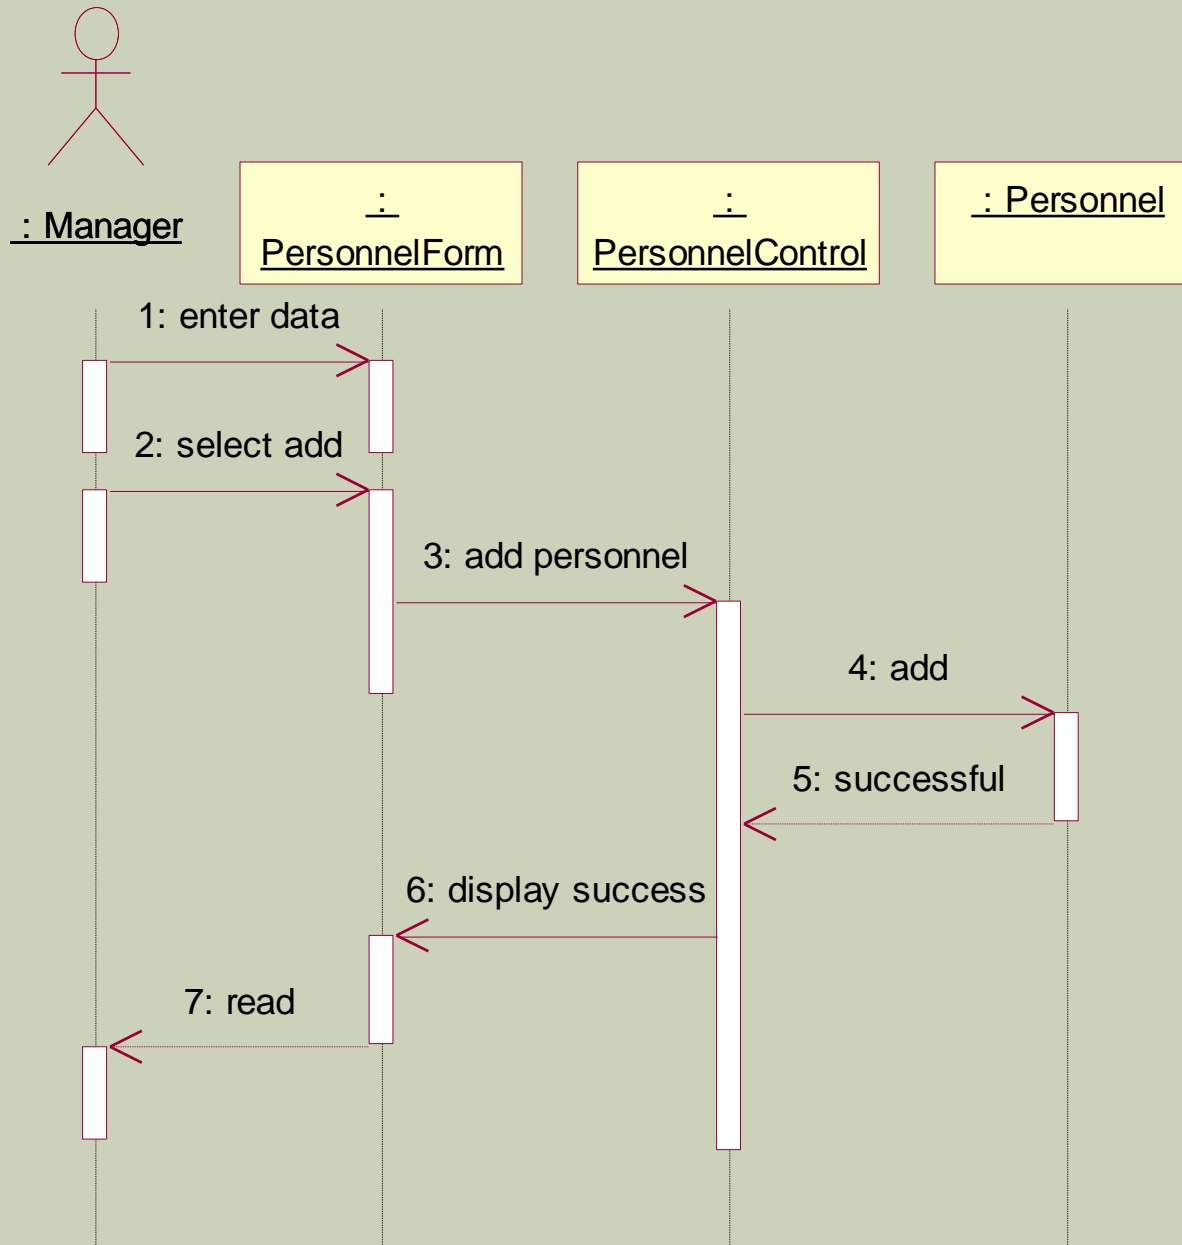 : Manager
:
PersonnelForm
:
PersonnelControl
: Personnel
1: enter data
2: select add
3: add personnel
4: add
5: successful
6: display success
7: read